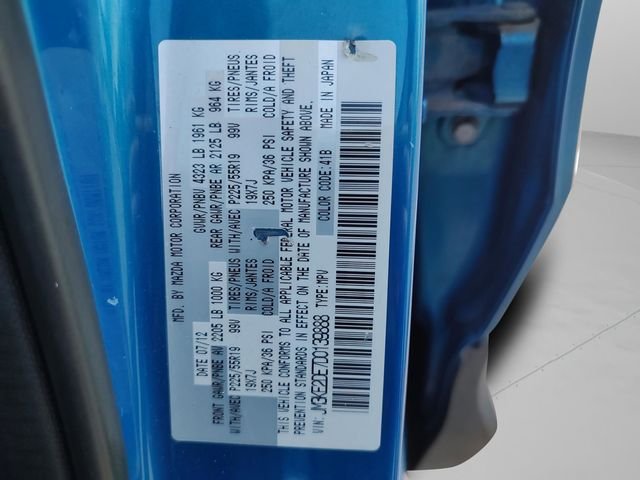 MFD. BY MAZDA MOTOR CORPORATION
DATE 07/12 GVWR/PNBV 4323 LB 1961 KG
FRONT GAWR/PNBE AV 2205 LB 1000 KG REAR GAWR/PNBE AR 2125 LB 964 KG
WITH/AVEC P225/55R19 99V TIRES/PNEUS WITH/AVEC P225/55R19 99V TIRES/PNEUS
19X7J RIMS/JANTES 19X7J RIMS/JANTES
250 KPA/36 PSI COLD/A FROID 250 KPA/36 PSI COLD/A FROID
THIS VEHICLE CONFORMS TO ALL APPLICABLE FEDERAL MOTOR VEHICLE SAFETY AND THEFT
PREVENTION STANDARDS IN EFFECT ON THE DATE OF MANUFACTURE SHOWN ABOVE.
VIN: JM3KE2DE7D0139888 TYPE:MPV COLOR CODE:41B MADE IN JAPAN